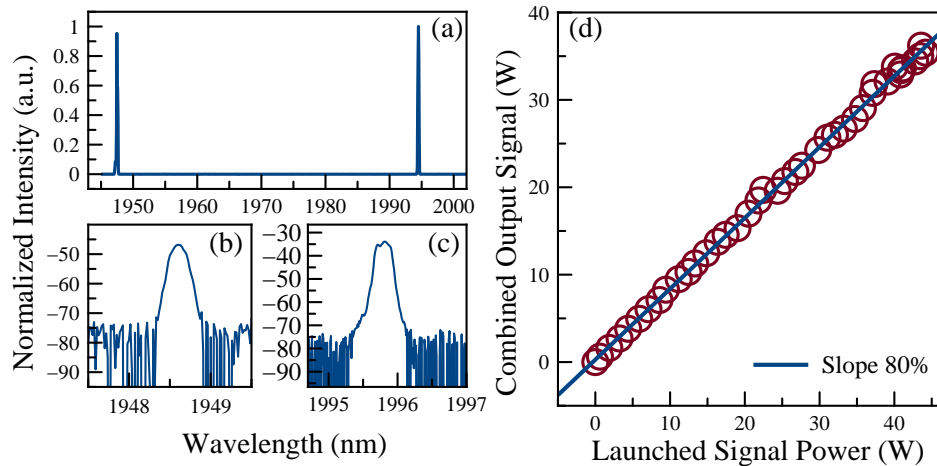 Normalized Intensity (a.u.)
(a)
1
0.8
0.6
0.4
0.2
0
1950 1960 1970 1980 1990 2000
(b)
−50
−60
−70
−80
−90
1948 1949
(c)
−30
−40
−50
−60
−70
−80
−90
1995 1996 1997
Wavelength (nm)
(d)
Combined Output Signal (W)
40
30
20
10
0
Slope 80%
0 10 20 30 40
Launched Signal Power (W)